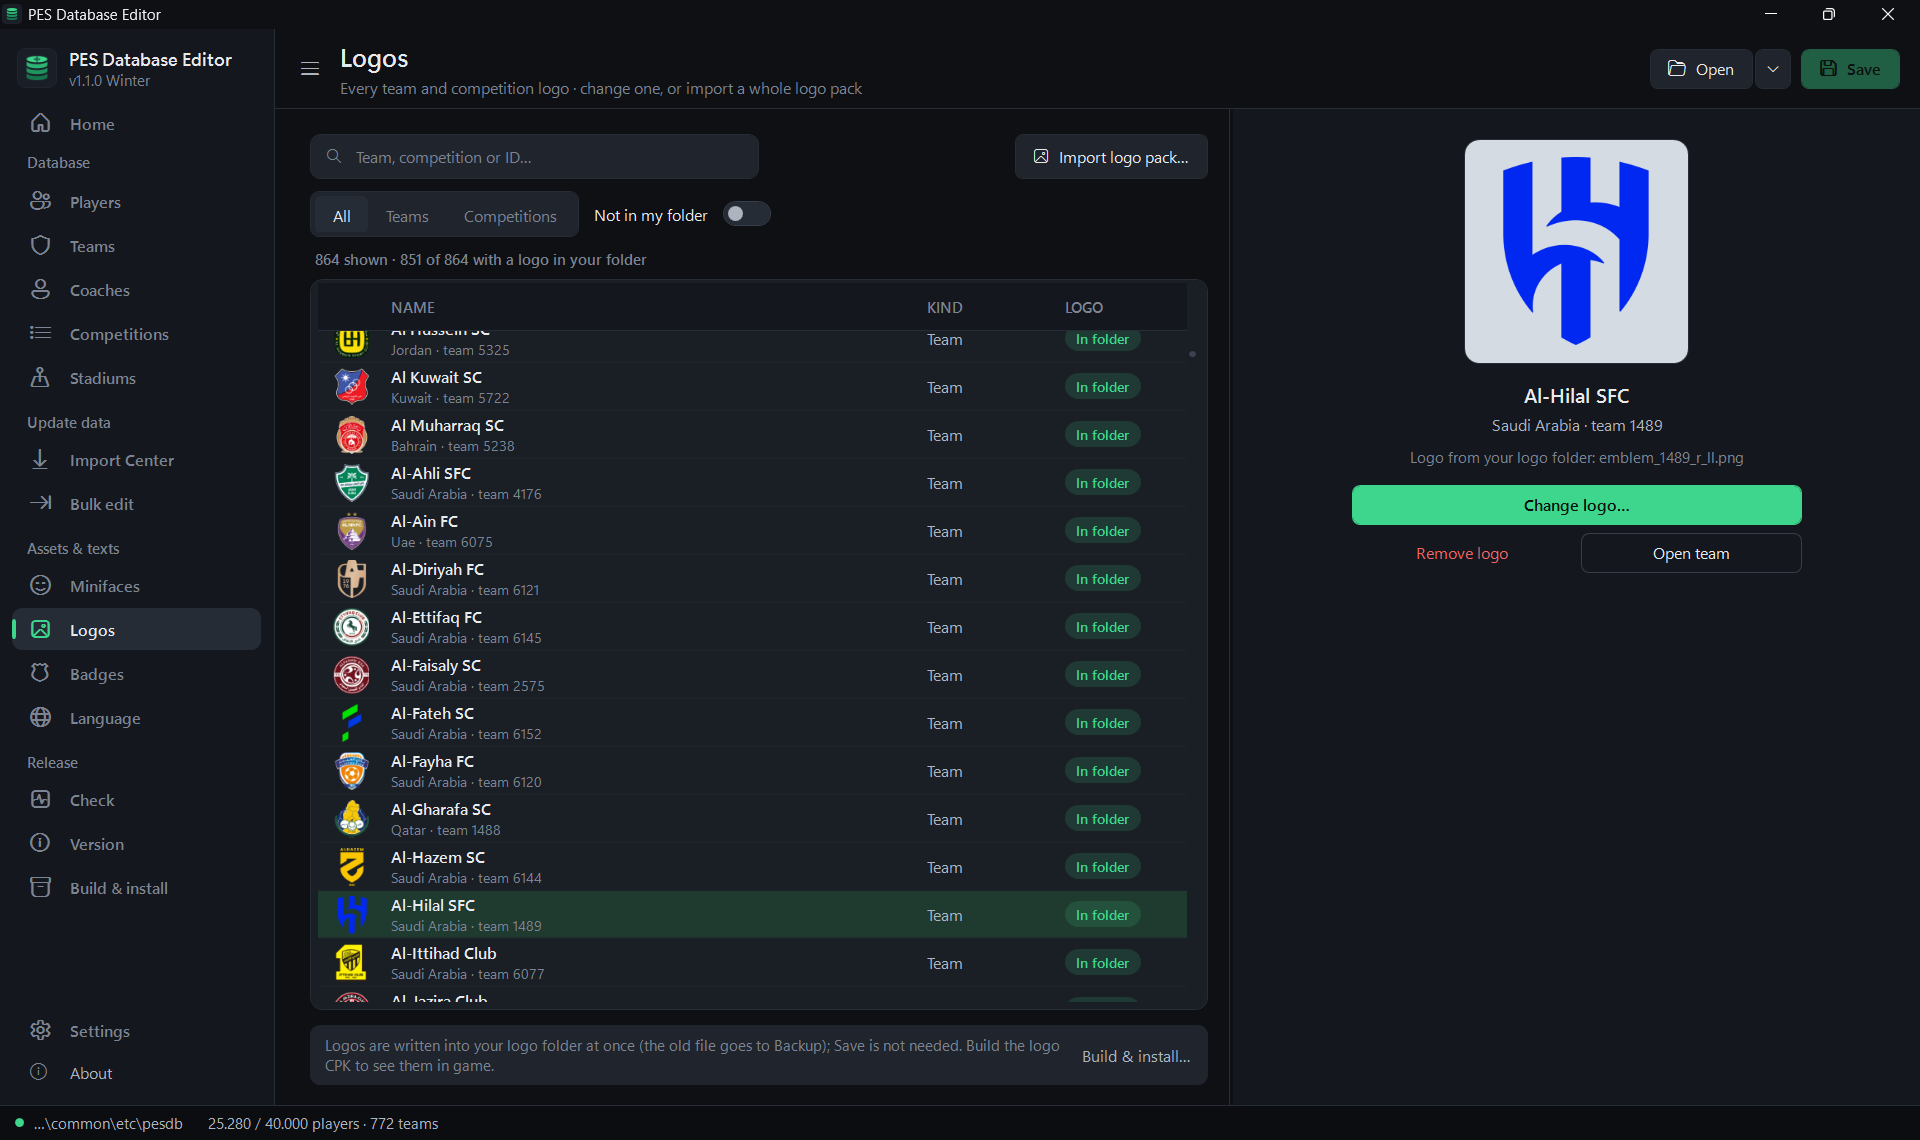 PES Database Editor
PES Database Editor
v1.1.0 Winter
Home
Database
Players
Teams
Coaches
Competitions
Stadiums
Update data
Import Center
Bulk edit
Assets & texts
Minifaces
Logos
Badges
Language
Release
Check
Version
Build & install
Settings
About
Logos
Every team and competition logo · change one, or import a whole logo pack
Open
Save
Team, competition or ID...
Import logo pack...
All
Teams
Competitions
Not in my folder
864 shown · 851 of 864 with a logo in your folder
NAME KIND LOGO
Al Hussein SC
Jordan · team 5325
Team
In folder
Al Kuwait SC
Kuwait · team 5722
Team
In folder
Al Muharraq SC
Bahrain · team 5238
Team
In folder
Al-Ahli SFC
Saudi Arabia · team 4176
Team
In folder
Al-Ain FC
Uae · team 6075
Team
In folder
Al-Diriyah FC
Saudi Arabia · team 6121
Team
In folder
Al-Ettifaq FC
Saudi Arabia · team 6145
Team
In folder
Al-Faisaly SC
Saudi Arabia · team 2575
Team
In folder
Al-Fateh SC
Saudi Arabia · team 6152
Team
In folder
Al-Fayha FC
Saudi Arabia · team 6120
Team
In folder
Al-Gharafa SC
Qatar · team 1488
Team
In folder
Al-Hazem SC
Saudi Arabia · team 6144
Team
In folder
Al-Hilal SFC
Saudi Arabia · team 1489
Team
In folder
Al-Ittihad Club
Saudi Arabia · team 6077
Team
In folder
Al Jazira Club
Logos are written into your logo folder at once (the old file goes to Backup); Save is not needed. Build the logo
CPK to see them in game.
Build & install...
Al-Hilal SFC
Saudi Arabia · team 1489
Logo from your logo folder: emblem_1489_r_ll.png
Change logo...
Remove logo
Open team
...\common\etc\pesdb
25.280 / 40.000 players · 772 teams